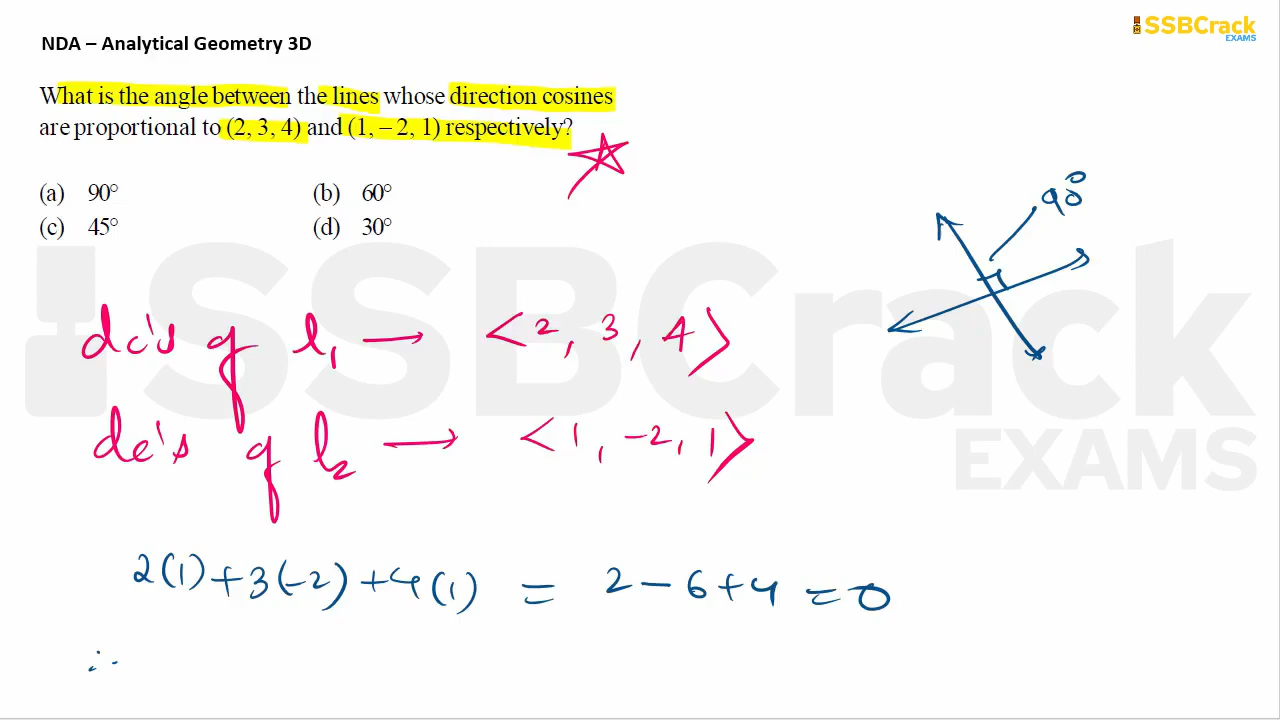 SSBCrack
EXAMS
NDA – Analytical Geometry 3D
What is the angle between the lines whose direction cosines
are proportional to (2, 3, 4) and (1, – 2, 1) respectively?
(a) 90° (b) 60°
(c) 45° (d) 30°
90°
SSBCrack
EXAMS
dc's of l₁ → <2, 3, 4>
dc's of l₂ → <1, -2, 1>
2(1)+3(-2)+4(1) = 2-6+4 = 0
∴